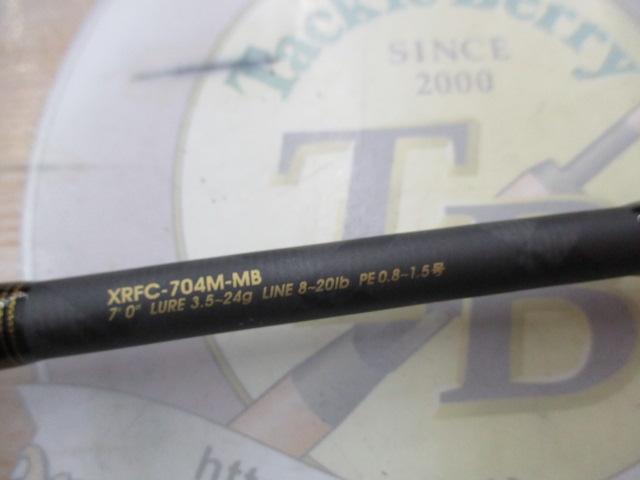 Tackle Berry
SINCE
2000
TB
XRFC-704M-MB
7'0" LURE 3.5~24g LINE 8~20lb PE 0.8~1.5号
htt